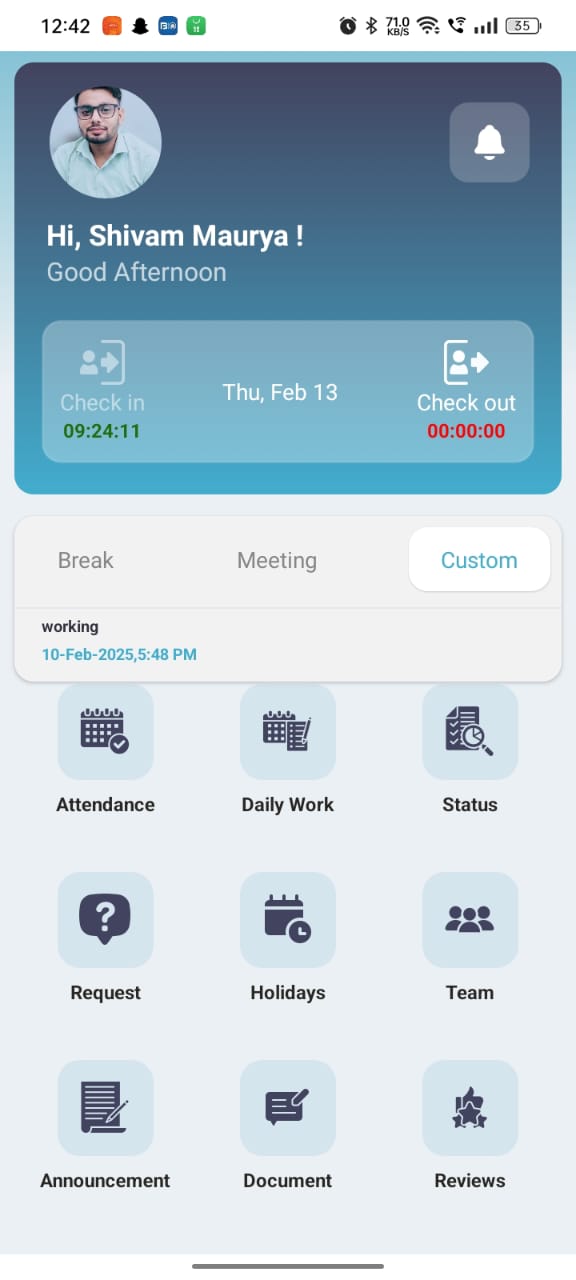 12:42
71.0
KB/S
35
Hi, Shivam Maurya !
Good Afternoon
Check in
09:24:11
Thu, Feb 13
Check out
00:00:00
Break Meeting Custom
working
10-Feb-2025,5:48 PM
Attendance Daily Work Status
Request Holidays Team
Announcement Document Reviews